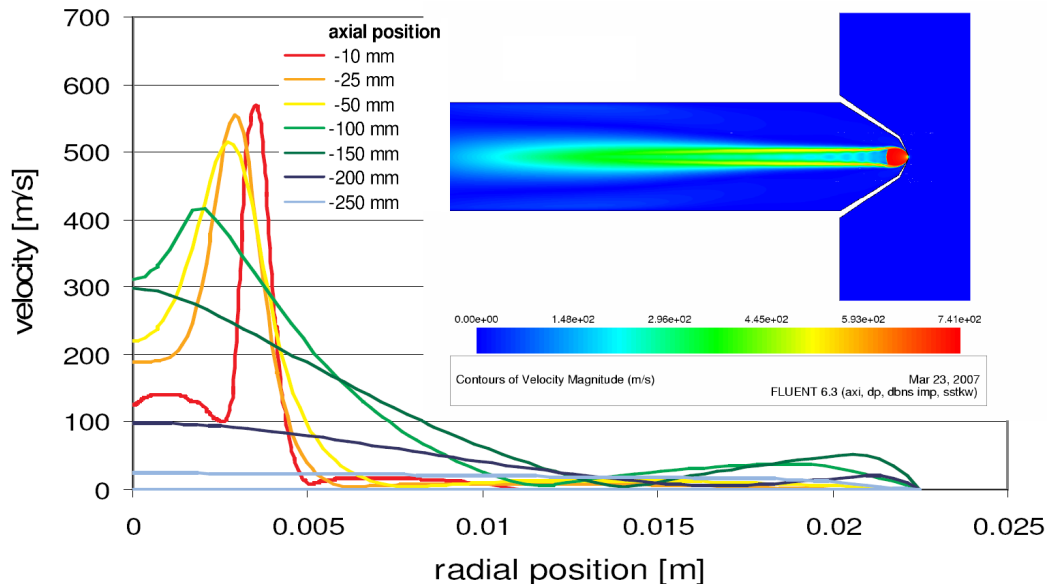 700
600
500
400
300
200
100
0
velocity [m/s]
axial position
-10 mm
-25 mm
-50 mm
-100 mm
-150 mm
-200 mm
-250 mm
0.00e+00 1.48e+02 2.96e+02 4.45e+02 5.93e+02 7.41e+02
Contours of Velocity Magnitude (m/s) Mar 23, 2007
FLUENT 6.3 (axi, dp, dbns imp, sstkw)
0 0.005 0.01 0.015 0.02 0.025
radial position [m]